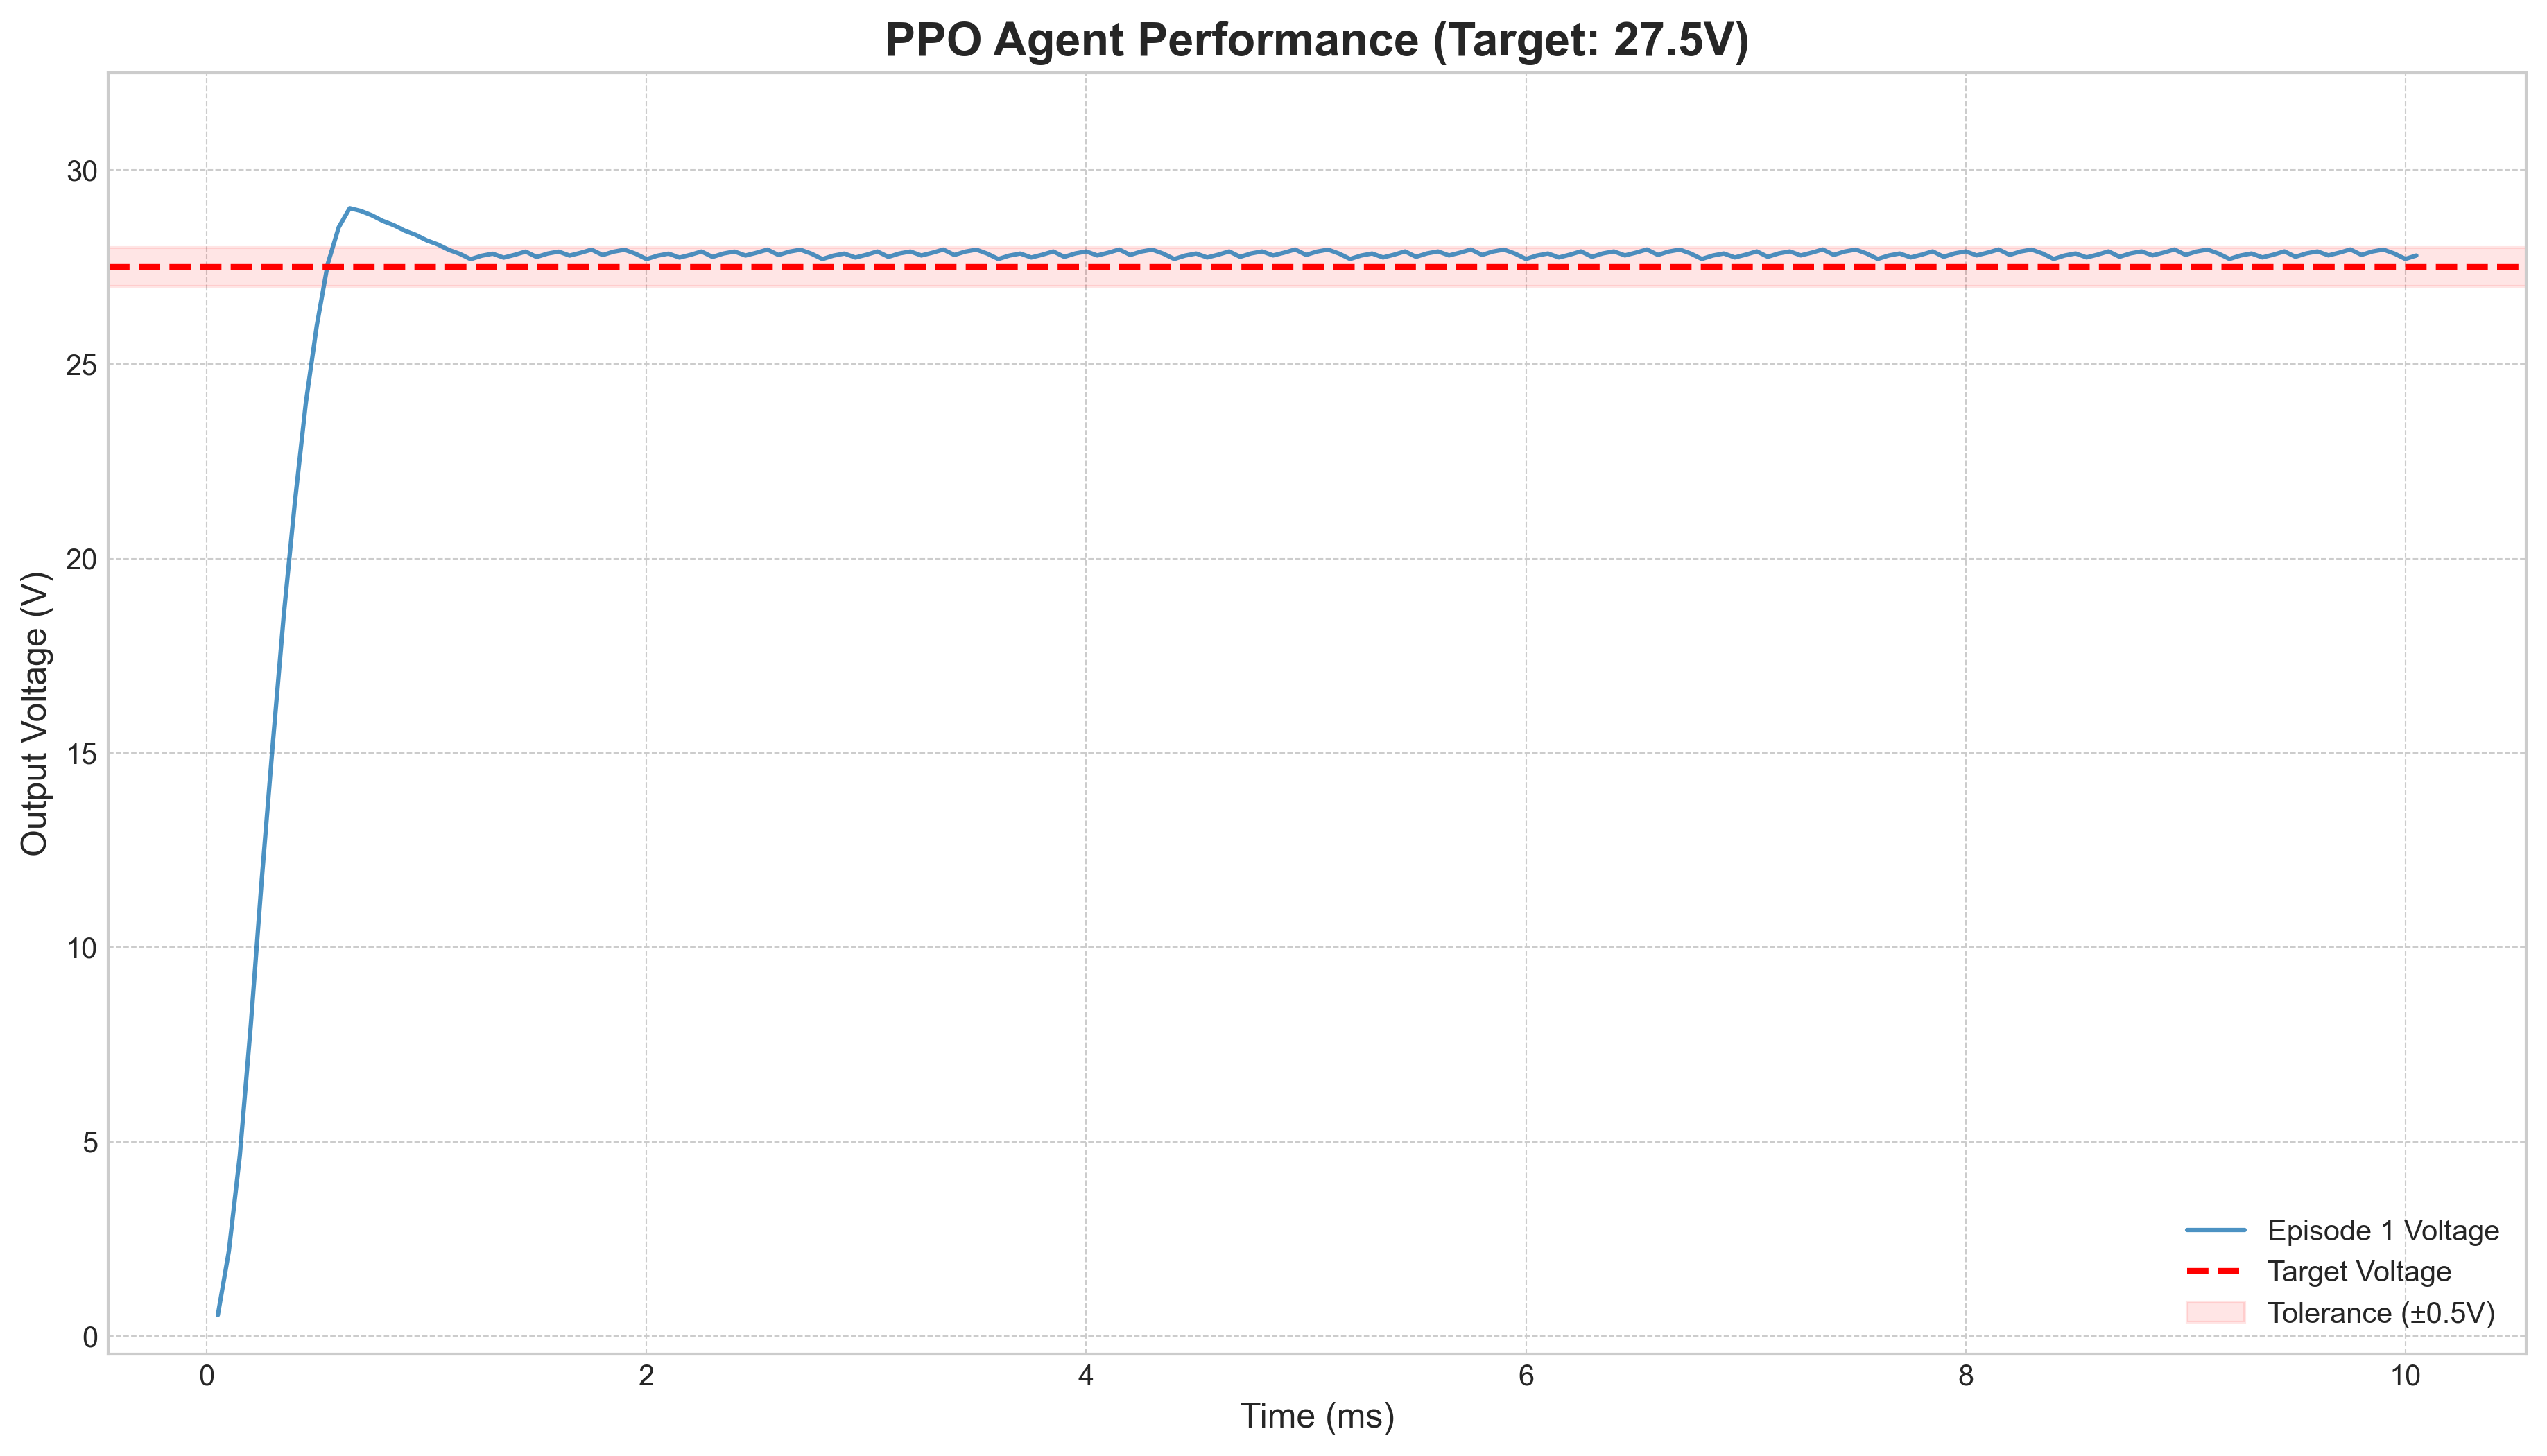 PPO Agent Performance (Target: 27.5V)
Output Voltage (V)
30
25
20
15
10
5
0
Episode 1 Voltage
Target Voltage
Tolerance (±0.5V)
0 2 4 6 8 10
Time (ms)